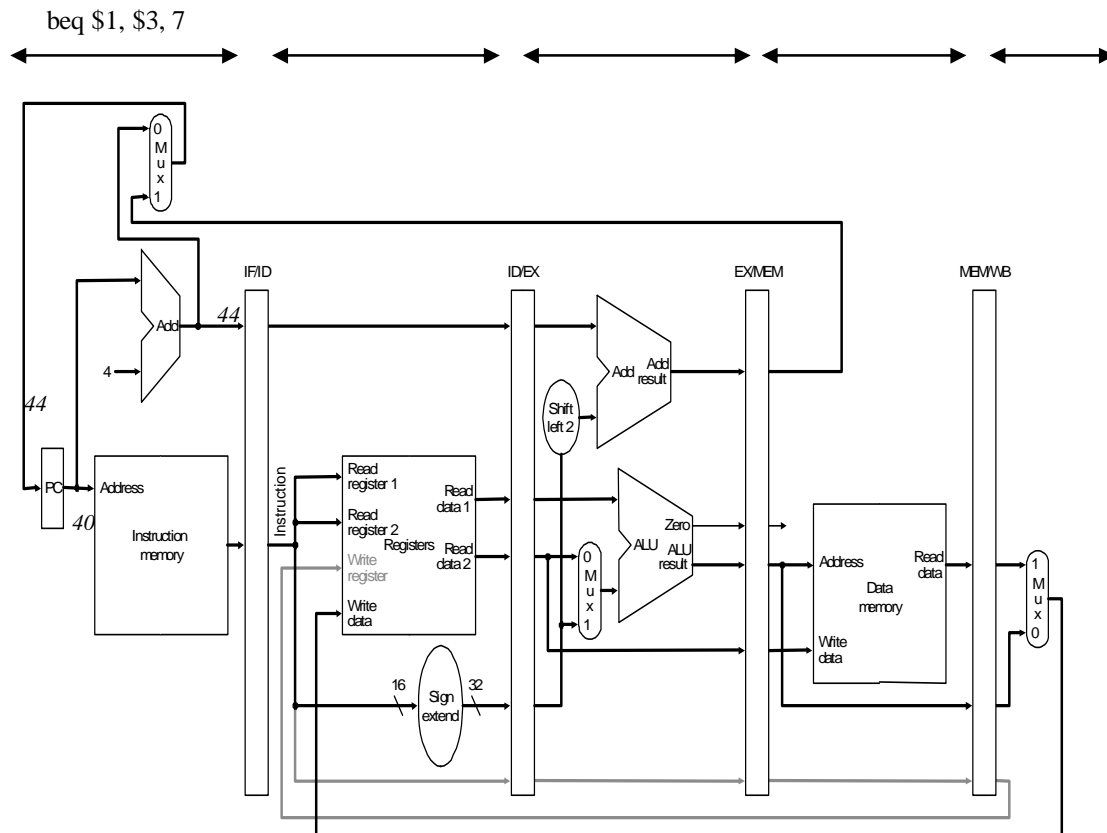 beq $1, $3, 7
0
M
u
x
1
IF/ID
ID/EX
EX/MEM
MEM/WB
Add
44
4
Add
Add
result
Shift
left 2
44
PC
40
Address
Instruction
memory
Instruction
Read
register 1
Read
register 2
Registers
Write
register
Write
data
Read
data 1
Read
data 2
0
M
u
x
1
Zero
ALU
ALU
result
Address
Read
data
Data
memory
Write
data
1
M
u
x
0
16
Sign
extend
32